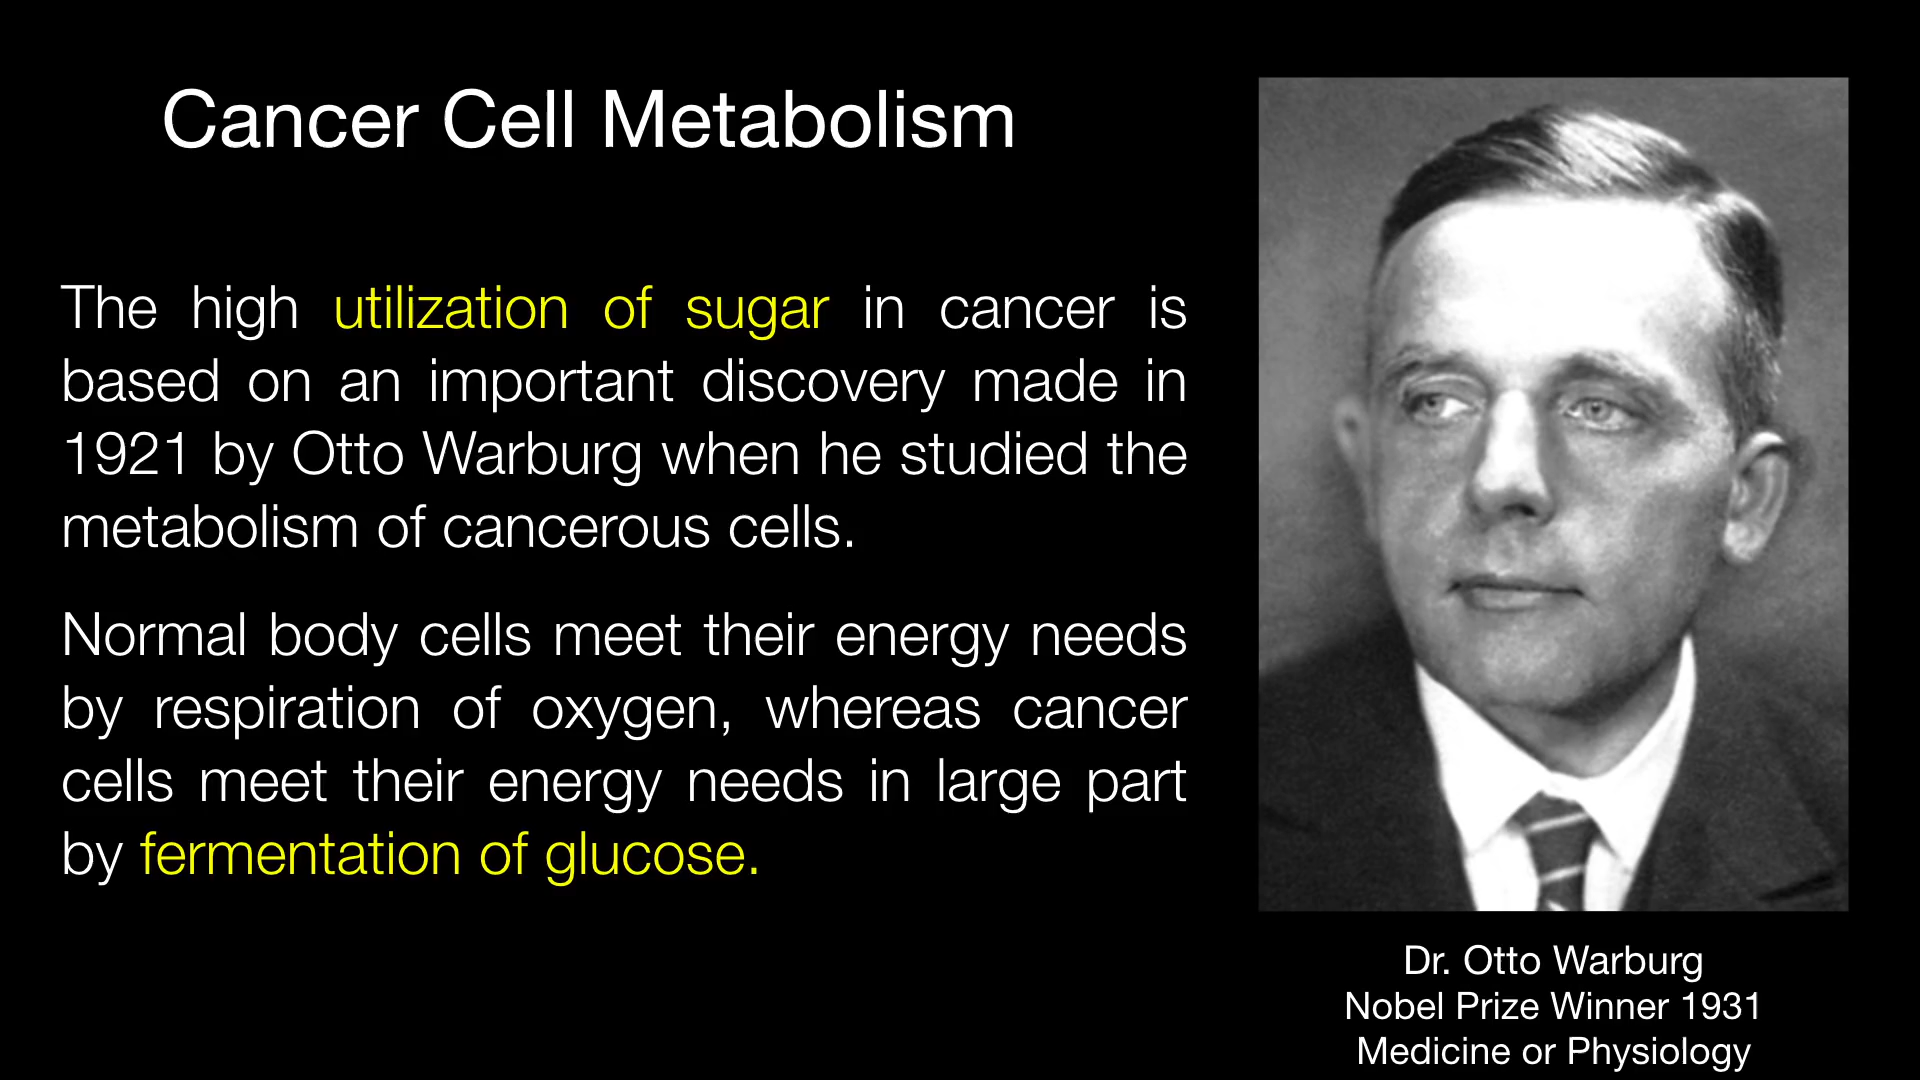 Cancer Cell Metabolism
The high utilization of sugar in cancer is
based on an important discovery made in
1921 by Otto Warburg when he studied the
metabolism of cancerous cells.
Normal body cells meet their energy needs
by respiration of oxygen, whereas cancer
cells meet their energy needs in large part
by fermentation of glucose.
Dr. Otto Warburg
Nobel Prize Winner 1931
Medicine or Physiology